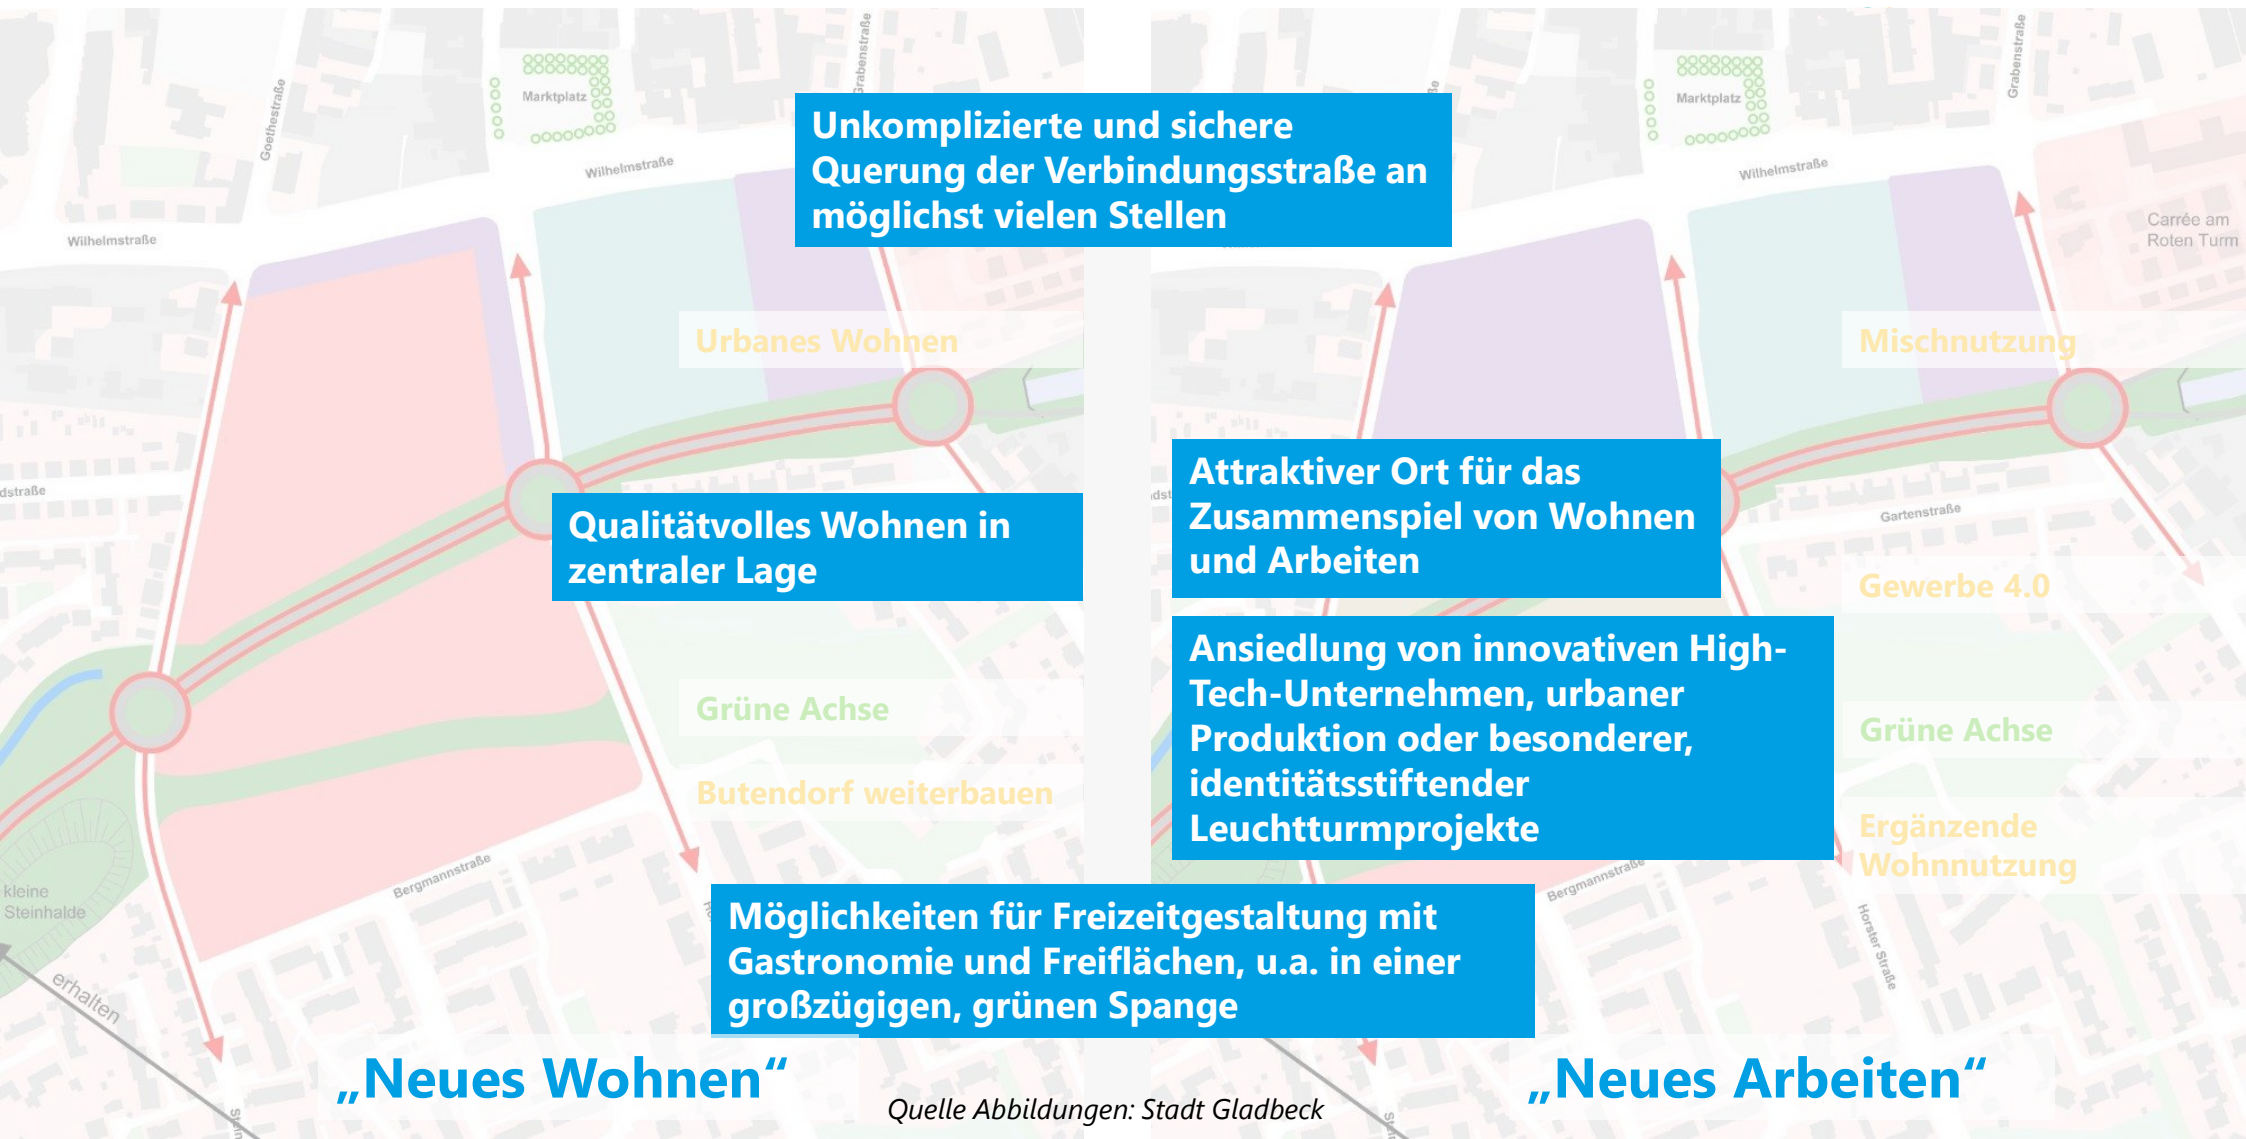 Grabenstraße
Goethestraße
Marktplatz
Wilhelmstraße
Wilhelmstraße
Grabenstraße
Marktplatz
Wilhelmstraße
Carrée am
Roten Turm
Unkomplizierte und sichere
Querung der Verbindungsstraße an
möglichst vielen Stellen
Urbanes Wohnen
Mischnutzung
Qualitätvolles Wohnen in
zentraler Lage
Attraktiver Ort für das
Zusammenspiel von Wohnen
und Arbeiten
Gartenstraße
Gewerbe 4.0
Ansiedlung von innovativen High-
Tech-Unternehmen, urbaner
Produktion oder besonderer,
identitätsstiftender
Leuchtturmprojekte
Grüne Achse
Butendorf weiterbauen
Grüne Achse
Ergänzende
Wohnnutzung
Bergmannstraße
Bergmannstraße
Horster Straße
kleine
Steinhalde
erhalten
Möglichkeiten für Freizeitgestaltung mit
Gastronomie und Freiflächen, u.a. in einer
großzügigen, grünen Spange
„Neues Wohnen“
„Neues Arbeiten“
Quelle Abbildungen: Stadt Gladbeck